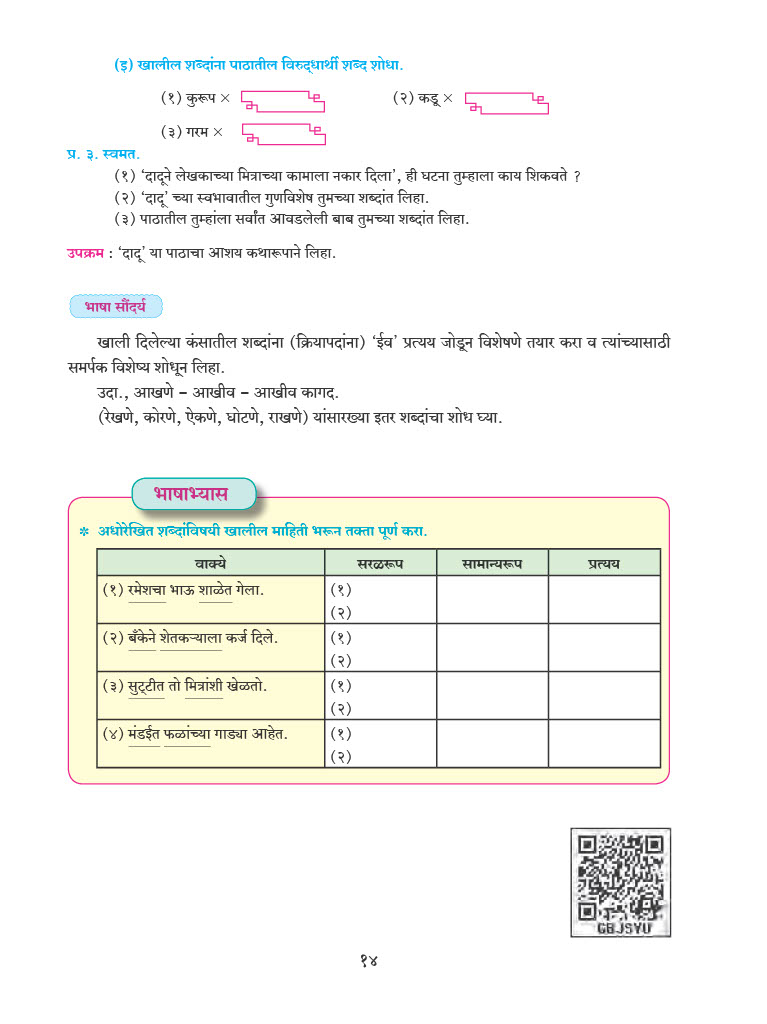 (इ) खालील शब्दांना पाठातील विरुद्धार्थी शब्द शोधा.
(१) कुरूप × (२) कडू ×
(३) गरम ×
प्र. ३. स्वमत.
(१) ‘दादूने लेखकाच्या मित्राच्या कामाला नकार दिला’, ही घटना तुम्हाला काय शिकवते ?
(२) ‘दादू’ च्या स्वभावातील गुणविशेष तुमच्या शब्दांत लिहा.
(३) पाठातील तुम्हांला सर्वांत आवडलेली बाब तुमच्या शब्दांत लिहा.
उपक्रम : ‘दादू’ या पाठाचा आशय कथारूपाने लिहा.
भाषा सौंदर्य
खाली दिलेल्या कंसातील शब्दांना (क्रियापदांना) ‘ईव’ प्रत्यय जोडून विशेषणे तयार करा व त्यांच्यासाठी
समर्पक विशेष्य शोधून लिहा.
उदा., आखणे – आखीव – आखीव कागद.
(रेखणे, कोरणे, ऐकणे, घोटणे, राखणे) यांसारख्या इतर शब्दांचा शोध घ्या.
भाषाभ्यास
* अधोरेखित शब्दांविषयी खालील माहिती भरून तक्ता पूर्ण करा.
वाक्ये सरळरूप सामान्यरूप प्रत्यय
(१) रमेशचा भाऊ शाळेत गेला. (१)
(२)
(२) बँकेने शेतकऱ्याला कर्ज दिले. (१)
(२)
(३) सुट्टीत तो मित्रांशी खेळतो. (१)
(२)
(४) मंडईत फळांच्या गाड्या आहेत. (१)
(२)
GBJSYU
१४